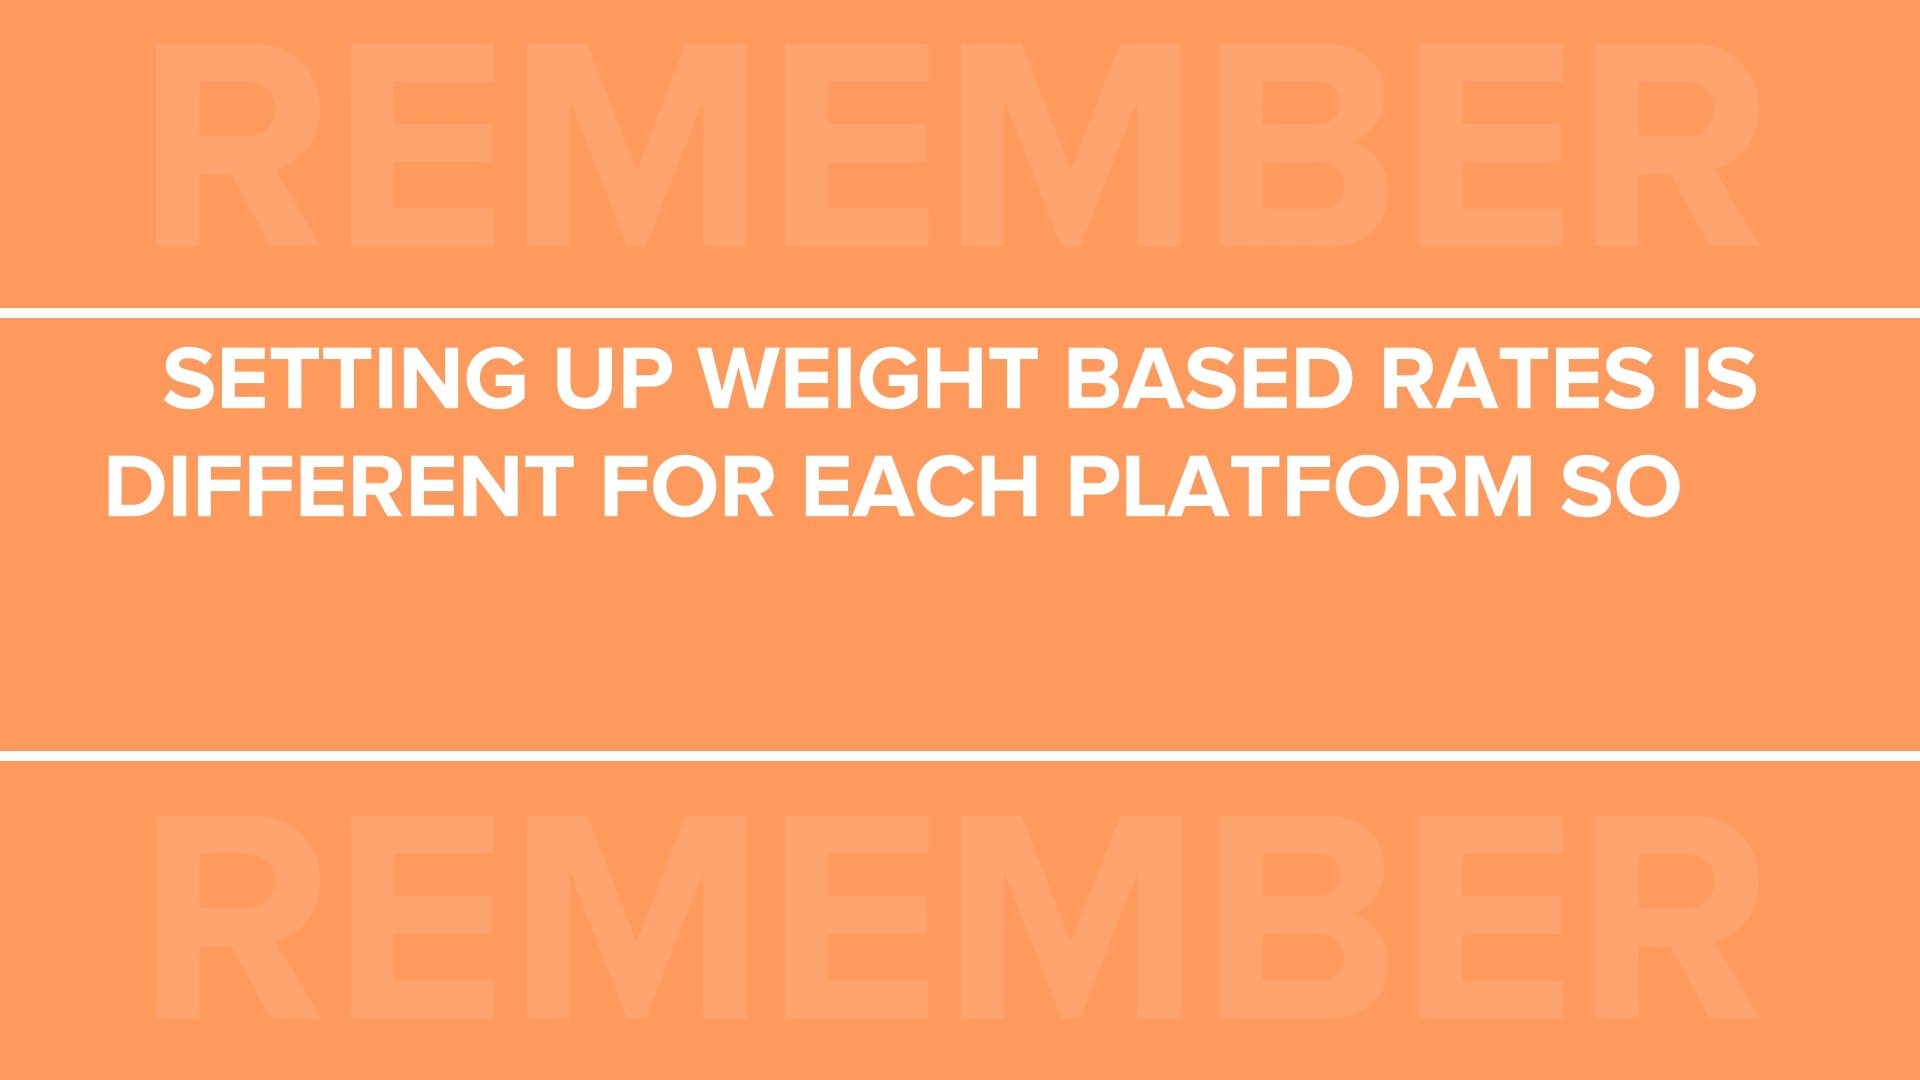 REMEMBER
SETTING UP WEIGHT BASED RATES IS
DIFFERENT FOR EACH PLATFORM SO
REMEMBER